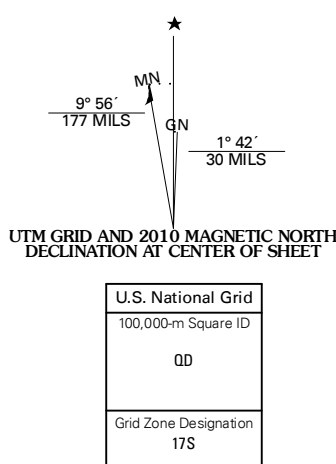 ★
MN
GN
9° 56´
177 MILS
1° 42´
30 MILS
UTM GRID AND 2010 MAGNETIC NORTH
DECLINATION AT CENTER OF SHEET
U.S. National Grid
100,000-m Square ID
QD
Grid Zone Designation
17S